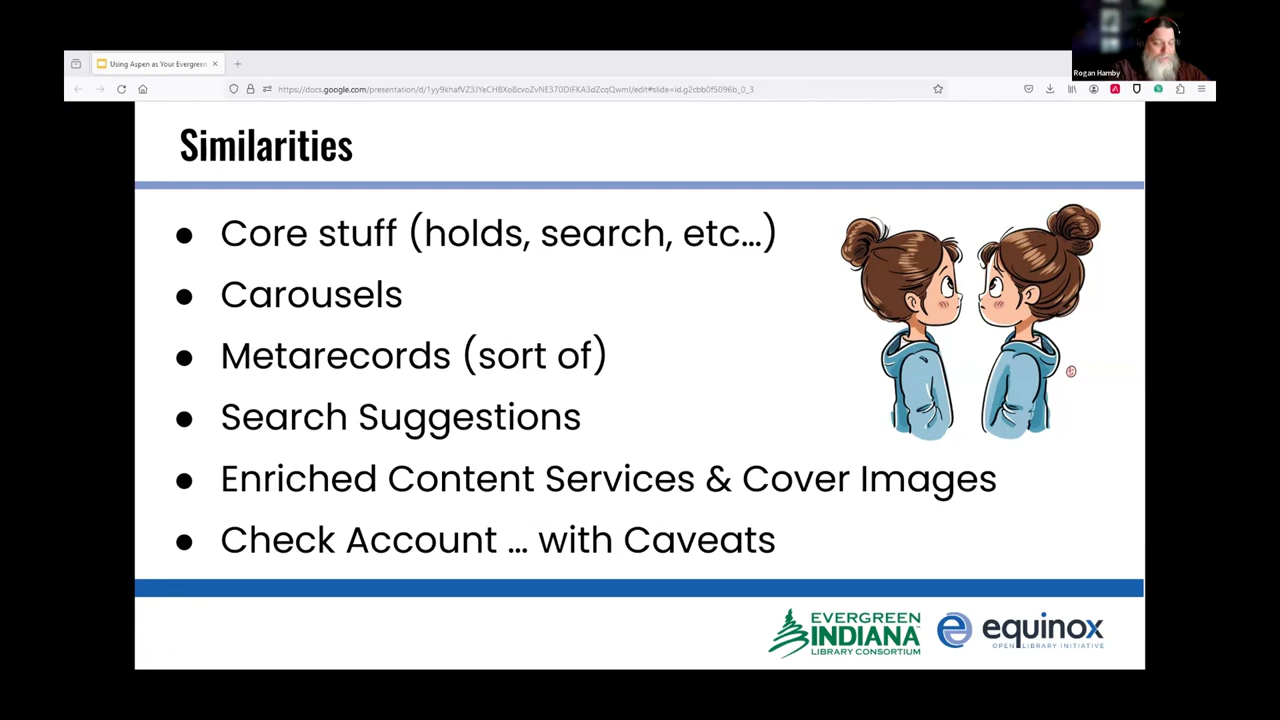 Using Aspen as Your Evergreen
Rogan Hamby
Similarities
● Core stuff (holds, search, etc...)
● Carousels
● Metarecords (sort of)
● Search Suggestions
● Enriched Content Services & Cover Images
● Check Account ... with Caveats
EVERGREEN
INDIANA
LIBRARY CONSORTIUM
equinox
OPEN LIBRARY INITIATIVE